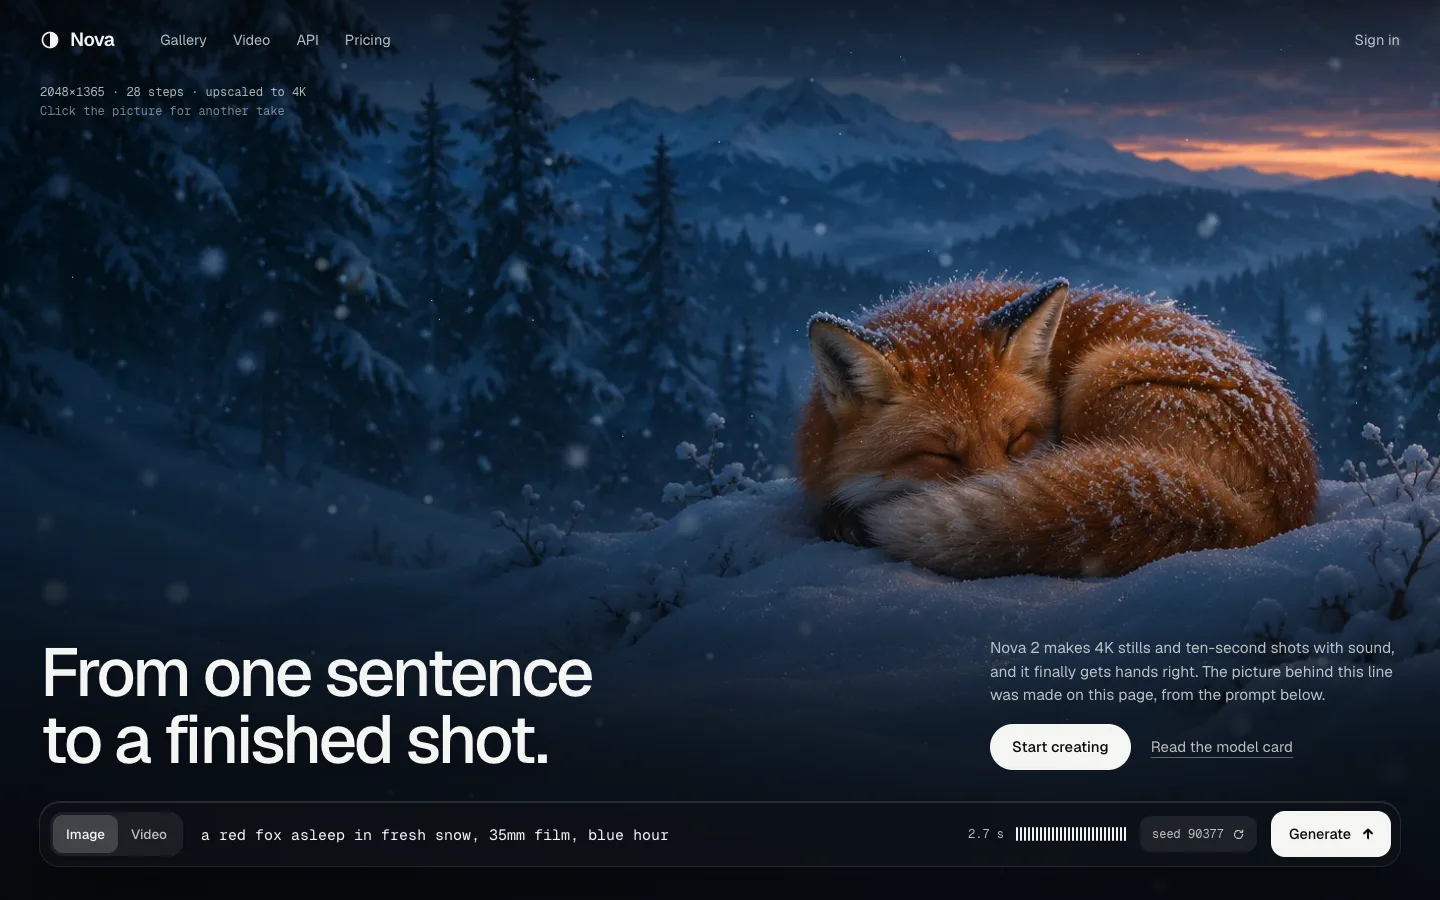 Nova
Gallery
Video
API
Pricing
Sign in
2048×1365 · 28 steps · upscaled to 4K
Click the picture for another take
From one sentence
to a finished shot.
Nova 2 makes 4K stills and ten-second shots with sound,
and it finally gets hands right. The picture behind this line
was made on this page, from the prompt below.
Start creating
Read the model card
Image
Video
a red fox asleep in fresh snow, 35mm film, blue hour
2.7 s
seed 90377
Generate